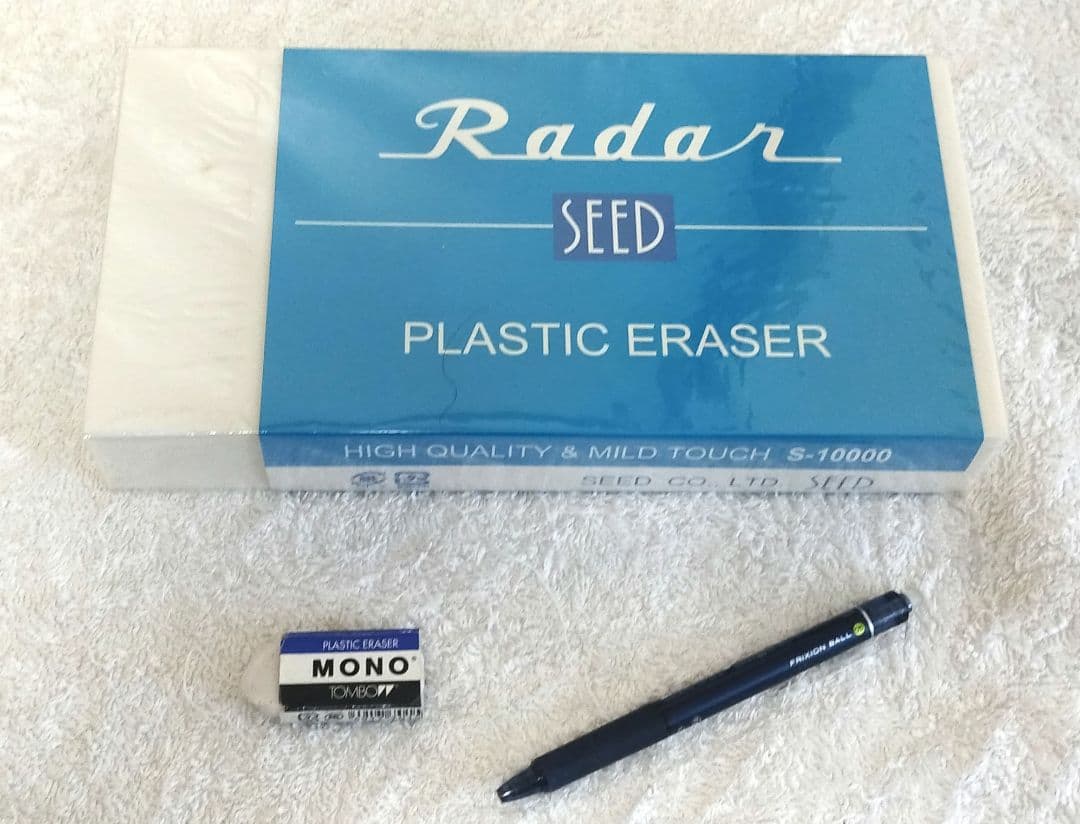 Radar
SEED
PLASTIC ERASER
HIGH QUALITY & MILD TOUCH S-10000
SEED CO., LTD. SEED
PLASTIC ERASER
MONO®
TOMBOW
FRIXION BALL